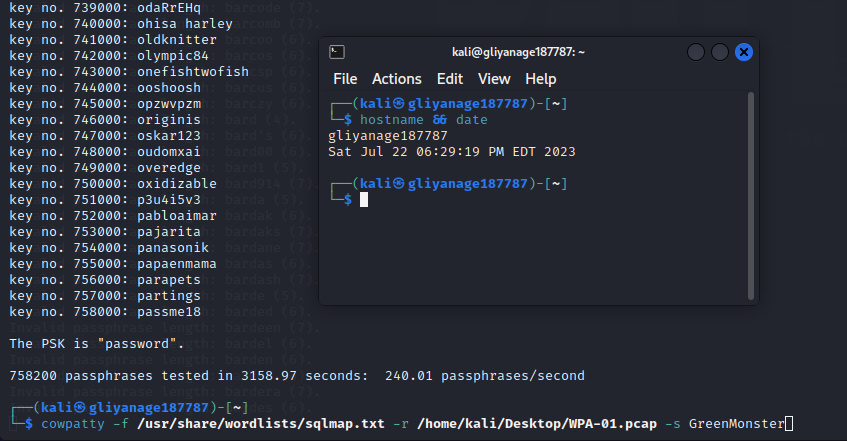 key no. 739000: odaRrEHq
key no. 740000: ohisa harley
key no. 741000: oldknitter
key no. 742000: olympic84
key no. 743000: onefishtwofish
key no. 744000: ooshoosh
key no. 745000: opzwvpzm
key no. 746000: originis
key no. 747000: oskar123
key no. 748000: oudomxai
key no. 749000: overedge
key no. 750000: oxidizable
key no. 751000: p3u4i5v3
key no. 752000: pabloaimar
key no. 753000: pajarita
key no. 754000: panasonik
key no. 755000: papaenmama
key no. 756000: parapets
key no. 757000: partings
key no. 758000: passme18
The PSK is "password".
758200 passphrases tested in 3158.97 seconds:  240.01 passphrases/second
┌──(kali㉿gliyanage187787)-[~]
└─$ cowpatty -f /usr/share/wordlists/sqlmap.txt -r /home/kali/Desktop/WPA-01.pcap -s GreenMonster
kali@gliyanage187787: ~
File Actions Edit View Help
┌──(kali㉿gliyanage187787)-[~]
└─$ hostname && date
gliyanage187787
Sat Jul 22 06:29:19 PM EDT 2023
┌──(kali㉿gliyanage187787)-[~]
└─$